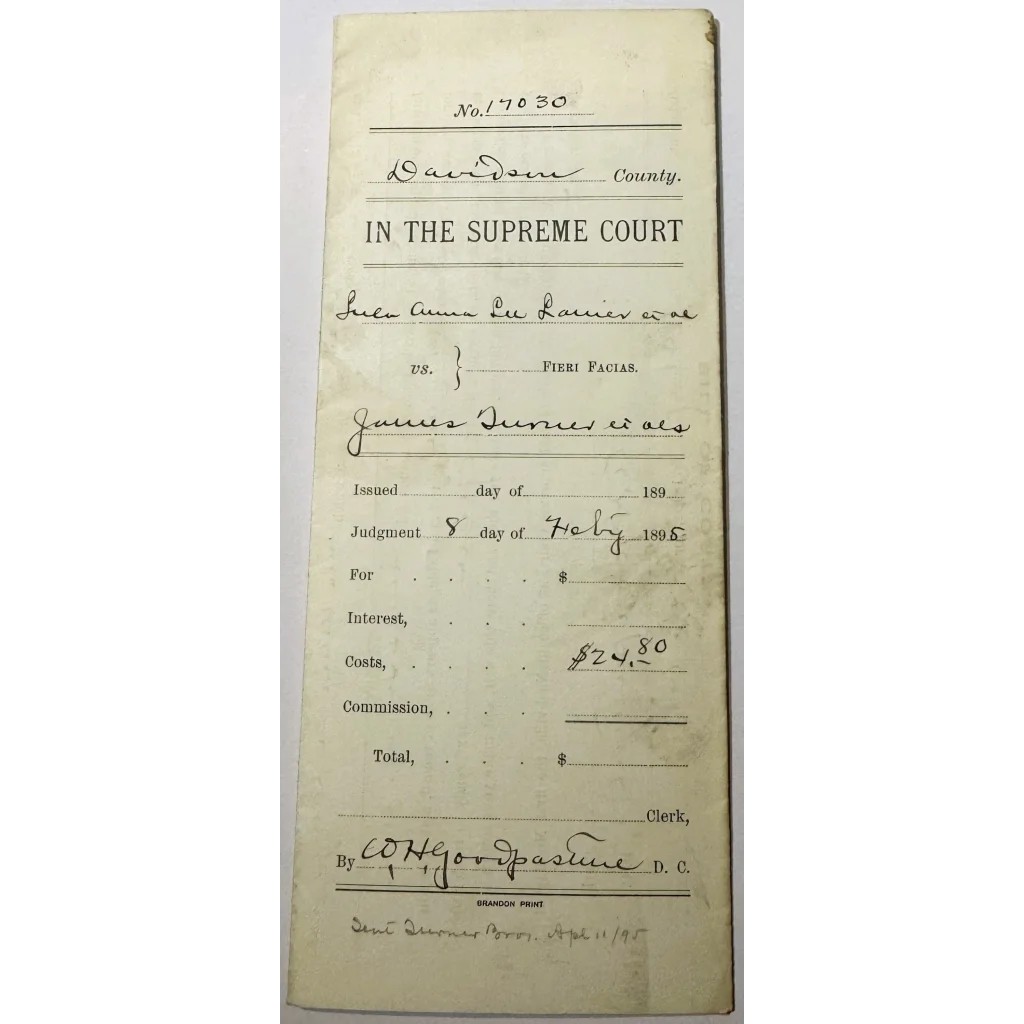 No. 17030
Davidson County.
IN THE SUPREME COURT
Anna Lee Lanier et al
vs. } FIERI FACIAS.
James Turner et als
Issued day of 189
Judgment 8 day of Feby 1895
For . . . . $
Interest, . . .
Costs, . . . . $24.80
Commission, . . .
Total, . . . $
Clerk,
By W H Goodpasture D. C.
BRANDON PRINT
Sent Turner Bros. Apl 11/95